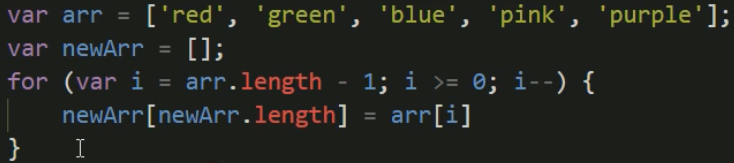 var arr = ['red', 'green', 'blue', 'pink', 'purple'];
var newArr = [];
for (var i = arr.length - 1; i >= 0; i--) {
    newArr[newArr.length] = arr[i]
}